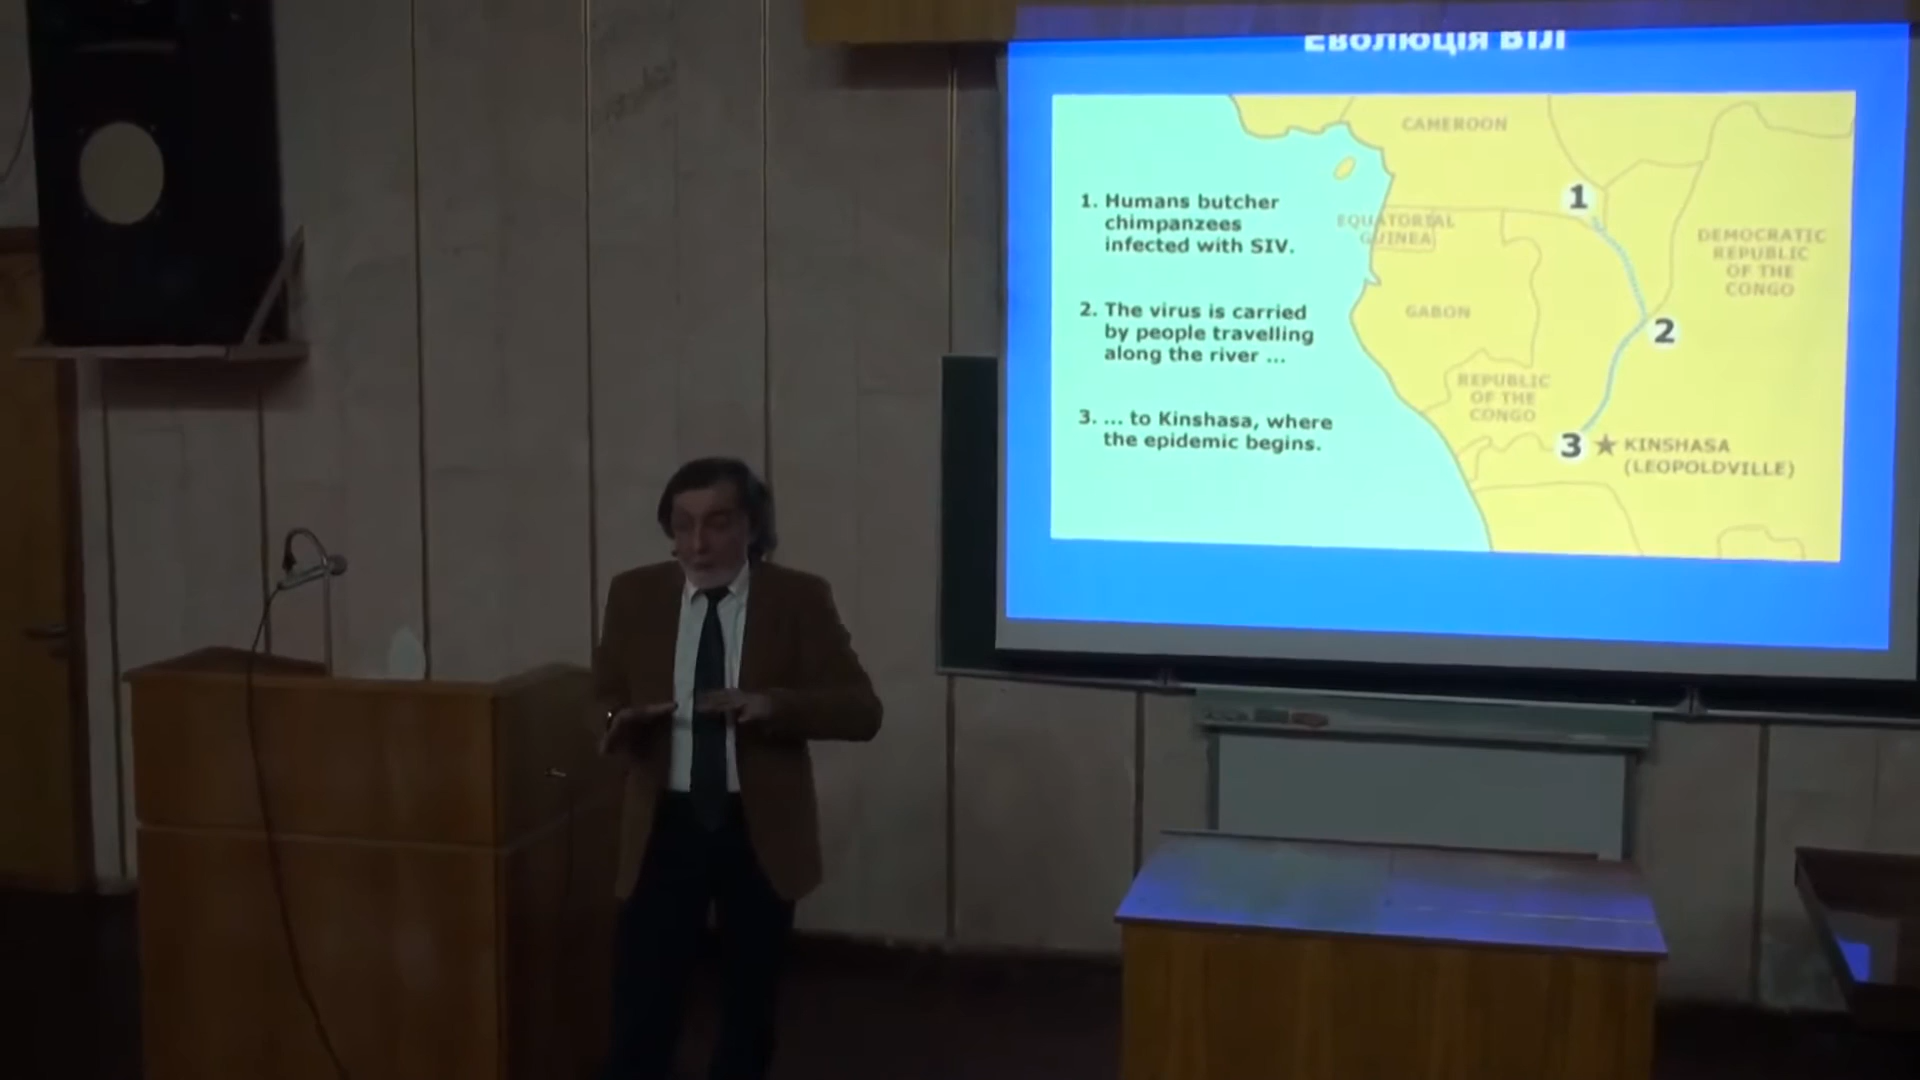 Еволюція ВІЛ
CAMEROON
1
1. Humans butcher
chimpanzees
infected with SIV.
EQUATORIAL
GUINEA
DEMOCRATIC
REPUBLIC
OF THE
CONGO
2. The virus is carried
by people travelling
along the river ...
GABON
2
REPUBLIC
OF THE
CONGO
3. ... to Kinshasa, where
the epidemic begins.
3 ★ KINSHASA
(LEOPOLDVILLE)